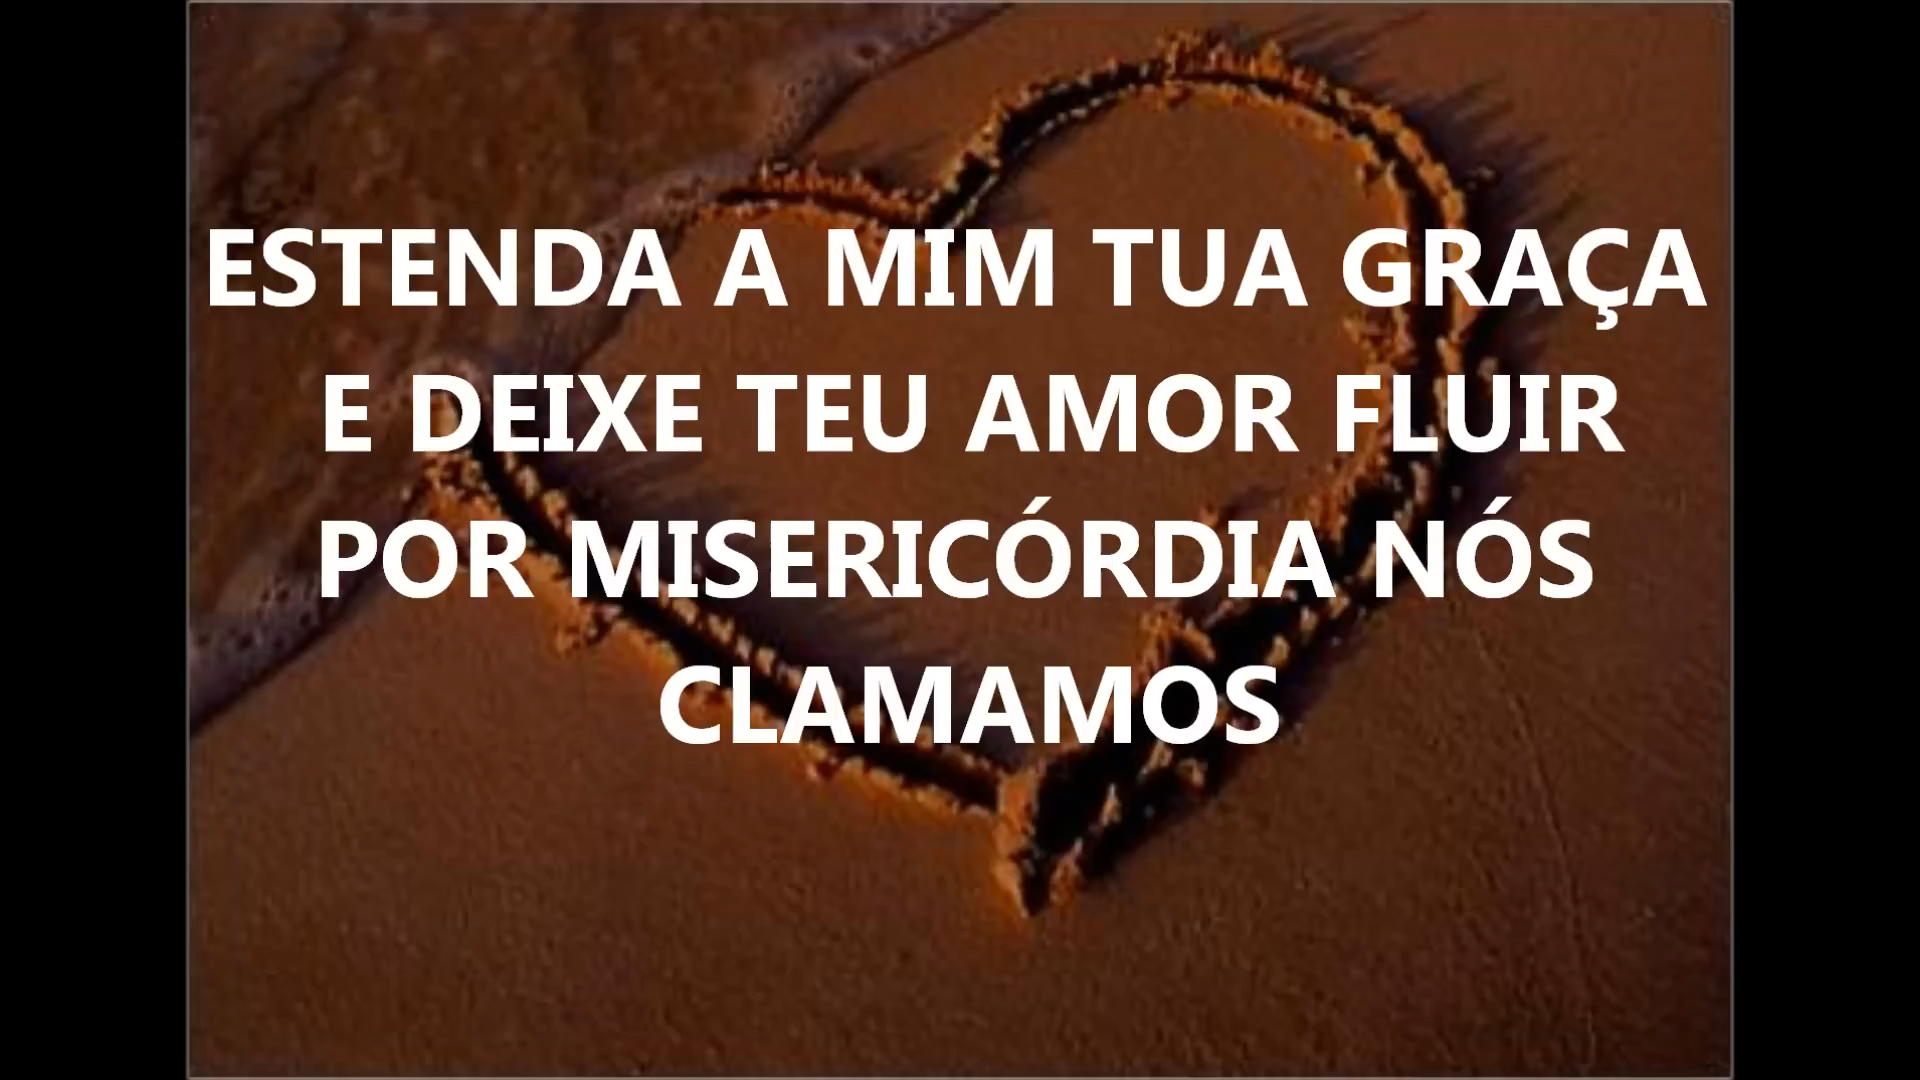 ESTENDA A MIM TUA GRAÇA
E DEIXE TEU AMOR FLUIR
POR MISERICÓRDIA NÓS
CLAMAMOS